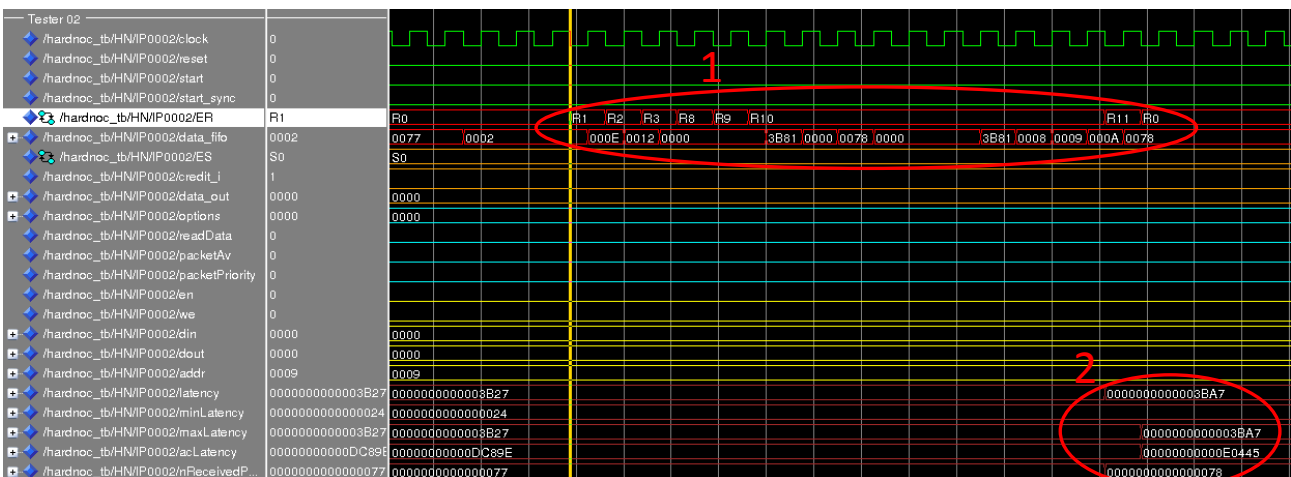 Tester 02
/hardnoc_tb/HN/IP0002/clock 0
/hardnoc_tb/HN/IP0002/reset 0
/hardnoc_tb/HN/IP0002/start 0
/hardnoc_tb/HN/IP0002/start_sync 0
1
/hardnoc_tb/HN/IP0002/ER R1 R0 R1 R2 R3 R8 R9 R10 R11 R0
/hardnoc_tb/HN/IP0002/data_fifo 0002 0077 0002 000E 0012 0000 3B81 0000 0078 0000 3B81 0008 0009 000A 0078
/hardnoc_tb/HN/IP0002/ES S0 S0
/hardnoc_tb/HN/IP0002/credit_i 1
/hardnoc_tb/HN/IP0002/data_out 0000 0000
/hardnoc_tb/HN/IP0002/options 0000 0000
/hardnoc_tb/HN/IP0002/readData 0
/hardnoc_tb/HN/IP0002/packetAv 0
/hardnoc_tb/HN/IP0002/packetPriority 0
/hardnoc_tb/HN/IP0002/en 0
/hardnoc_tb/HN/IP0002/we 0
/hardnoc_tb/HN/IP0002/din 0000 0000
/hardnoc_tb/HN/IP0002/dout 0000 0000
/hardnoc_tb/HN/IP0002/addr 0009 0009
2
/hardnoc_tb/HN/IP0002/latency 0000000000003B27 0000000000003B27 0000000000003BA7
/hardnoc_tb/HN/IP0002/minLatency 0000000000000024 0000000000000024
/hardnoc_tb/HN/IP0002/maxLatency 0000000000003B27 0000000000003B27 0000000000003BA7
/hardnoc_tb/HN/IP0002/acLatency 00000000000DC89E 00000000000DC89E 00000000000E0445
/hardnoc_tb/HN/IP0002/nReceivedP... 0000000000000077 0000000000000077 0000000000000078